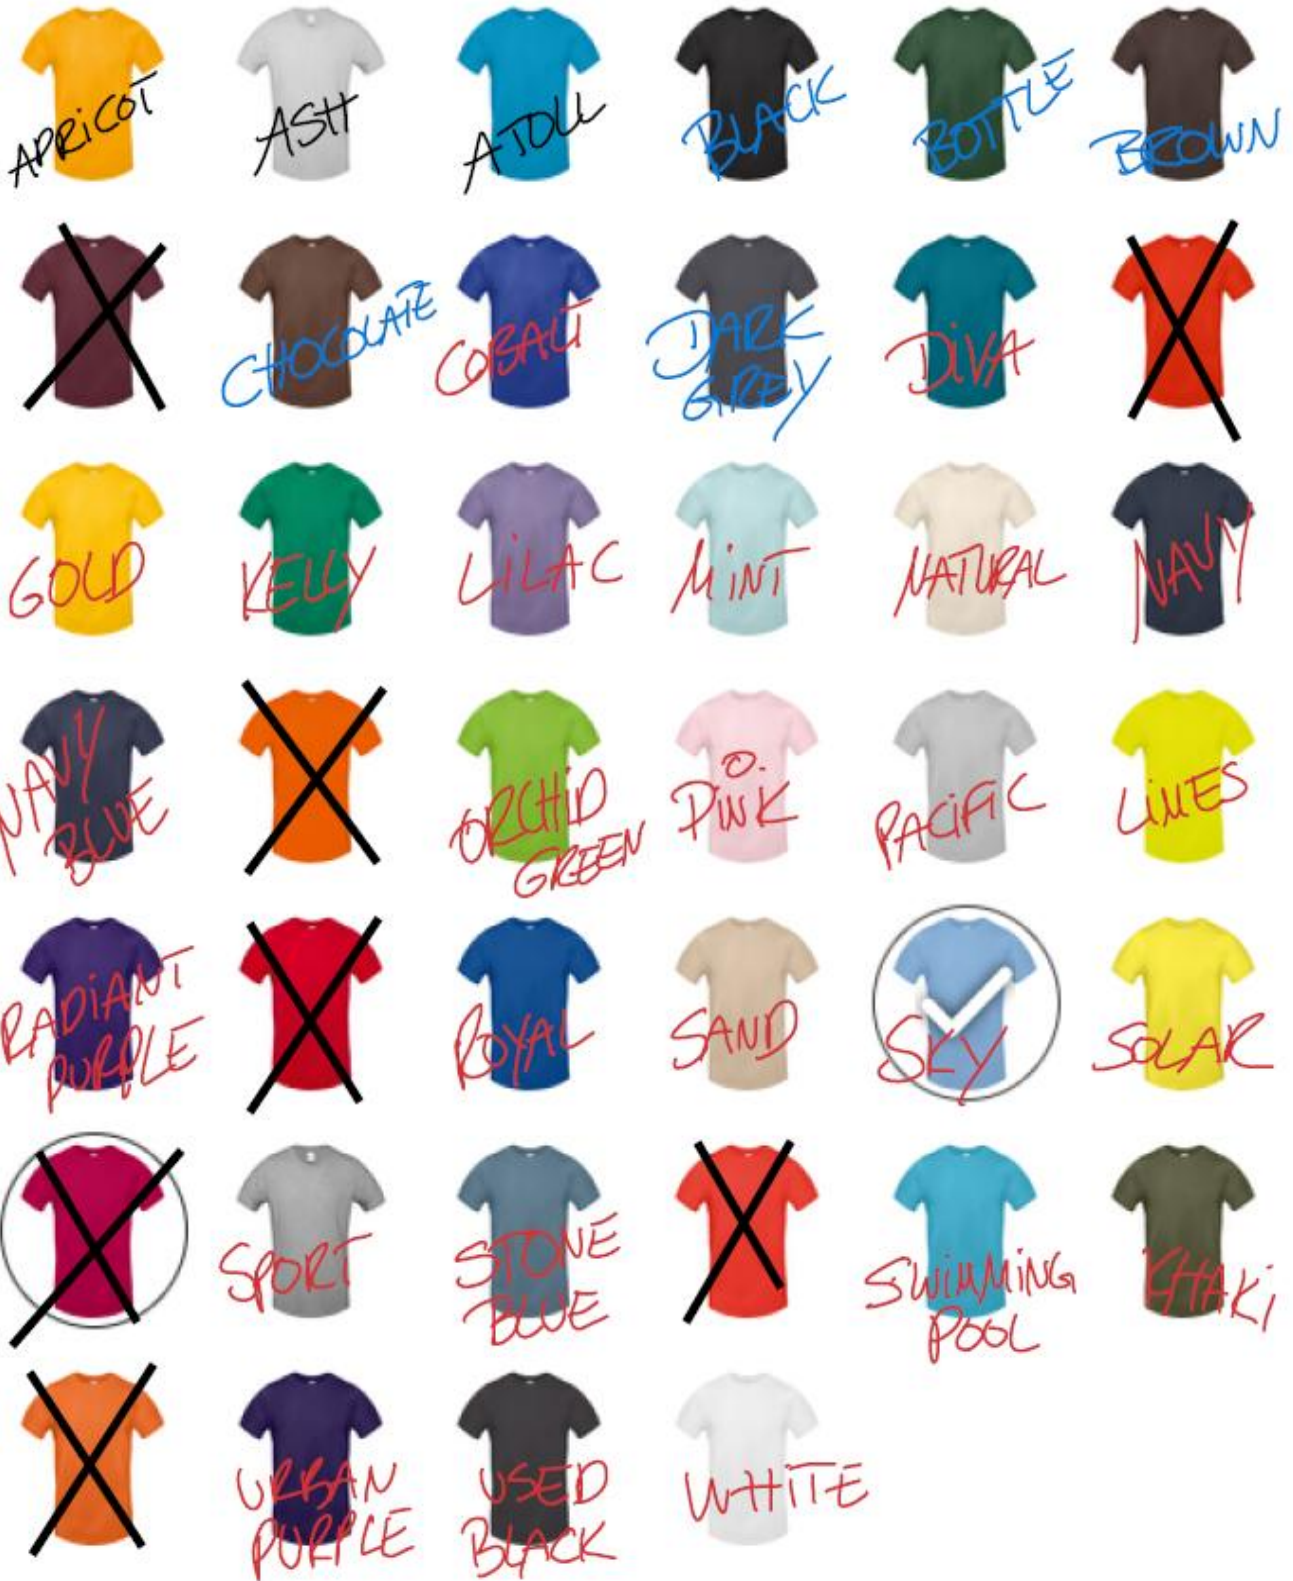 APRiCOT
ASH
ATOLL
BLACK
BOTTLE
BROWN
CHOCOLATE
COBALT
DARK
GREY
DiVA
GOLD
KELLY
LiLAC
MiNT
NATURAL
NAVY
NAVY
BLUE
ORCHiD
GREEN
O.
PiNK
PACiFiC
LiMES
RADiANT
PURPLE
ROYAL
SAND
SKY
SOLAR
SPORT
STONE
BLUE
SWiMMiNG
POOL
KHAKi
URBAN
PURPLE
USED
BLACK
WHiTE